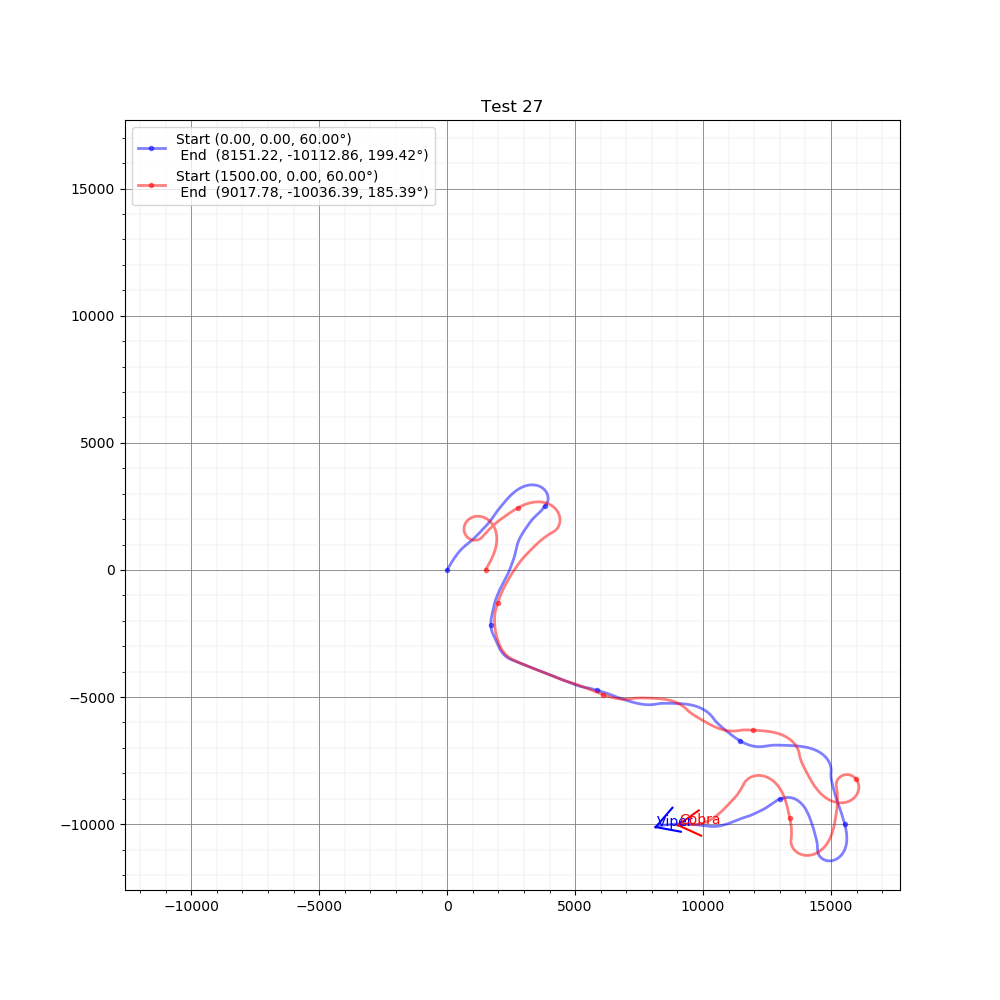 Test 27
Start (0.00, 0.00, 60.00°)
End (8151.22, -10112.86, 199.42°)
Start (1500.00, 0.00, 60.00°)
End (9017.78, -10036.39, 185.39°)
15000
10000
5000
0
−5000
−10000
Viper
Cobra
−10000
−5000
0
5000
10000
15000